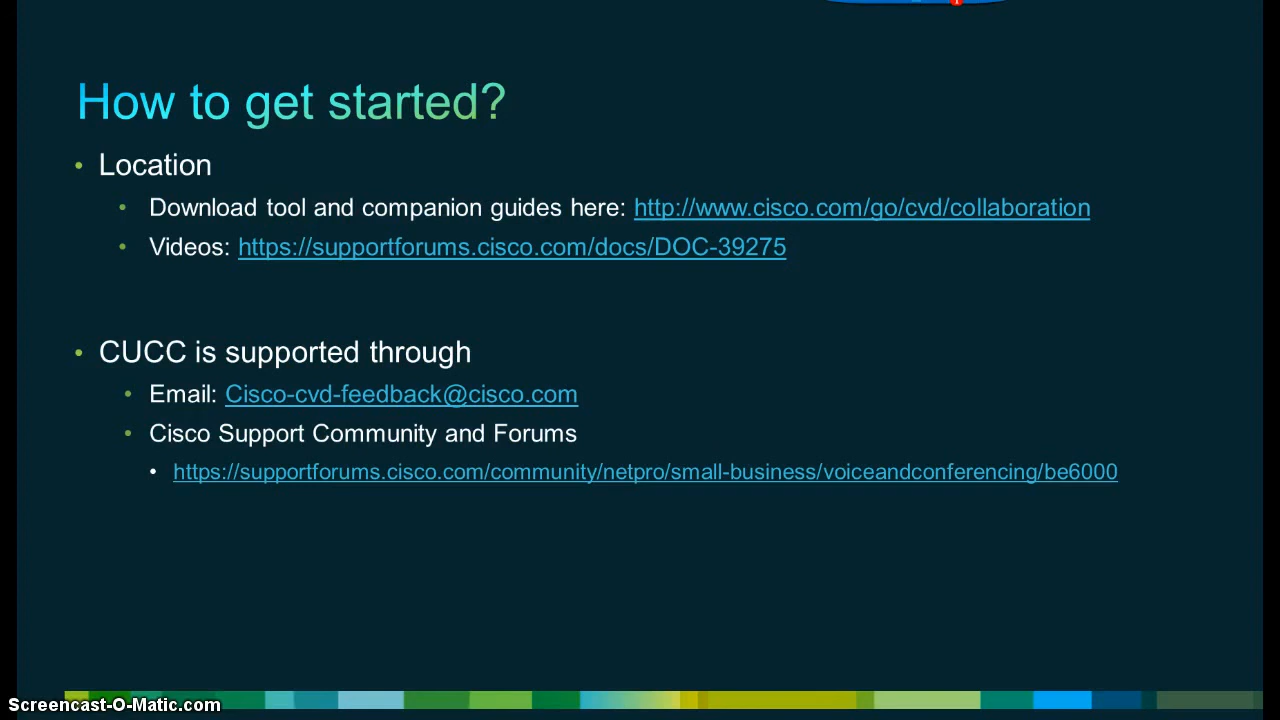 How to get started?
• Location
• Download tool and companion guides here: http://www.cisco.com/go/cvd/collaboration
• Videos: https://supportforums.cisco.com/docs/DOC-39275
• CUCC is supported through
• Email: Cisco-cvd-feedback@cisco.com
• Cisco Support Community and Forums
• https://supportforums.cisco.com/community/netpro/small-business/voiceandconferencing/be6000
Screencast-O-Matic.com